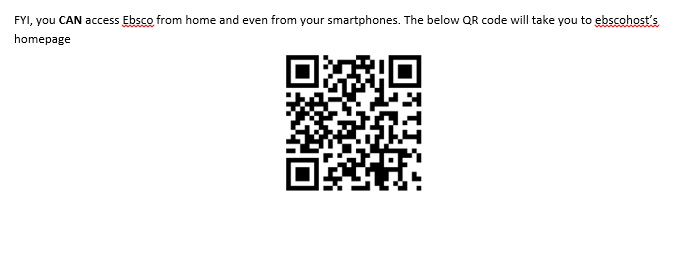 FYI, you CAN access Ebsco from home and even from your smartphones. The below QR code will take you to ebscohost's
homepage